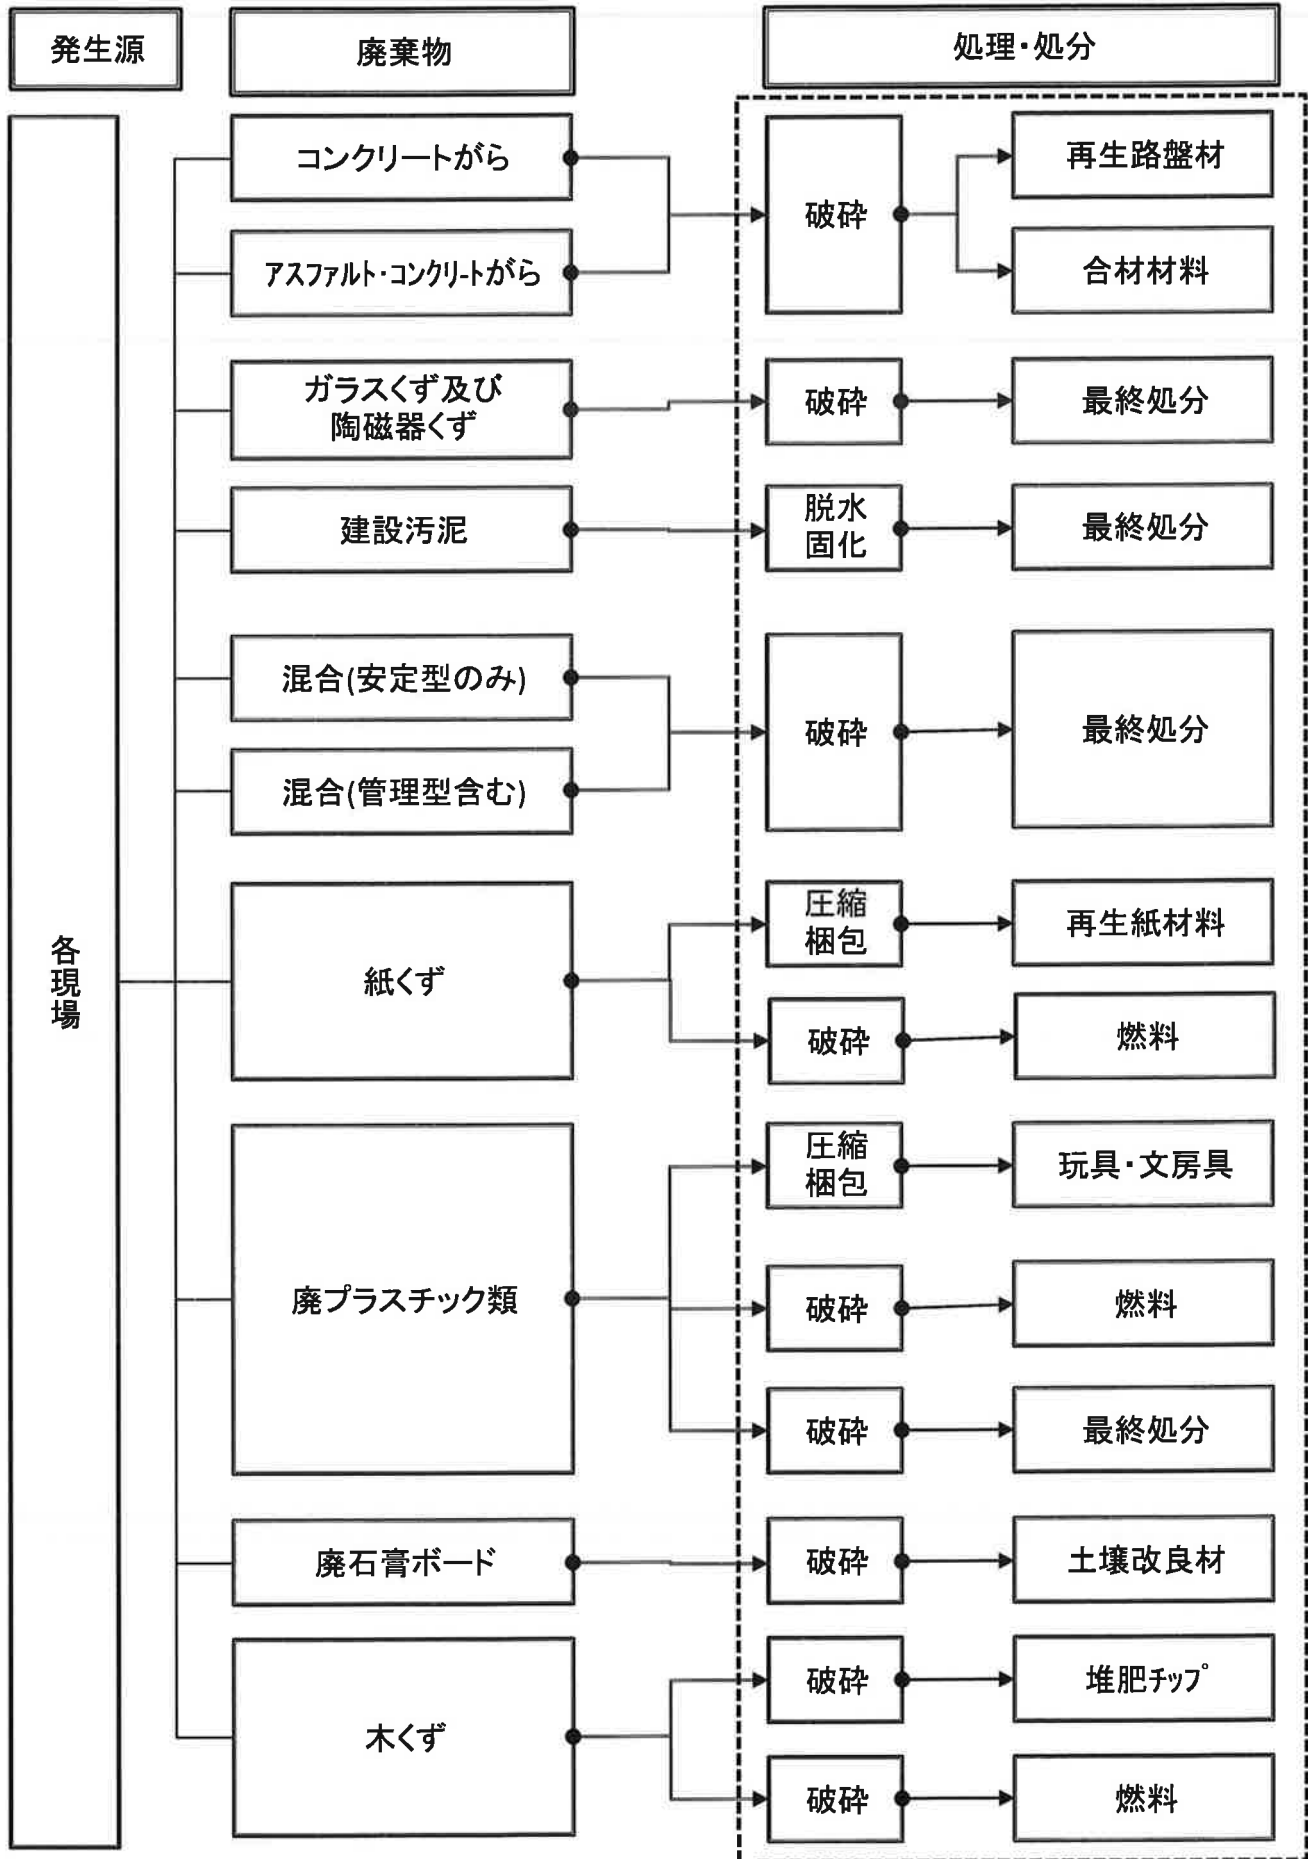 発生源
廃棄物
処理・処分
各現場
コンクリートがら
アスファルト・コンクリートがら
破砕
再生路盤材
合材材料
ガラスくず及び
陶磁器くず
破砕
最終処分
建設汚泥
脱水
固化
最終処分
混合(安定型のみ)
混合(管理型含む)
破砕
最終処分
紙くず
圧縮
梱包
再生紙材料
破砕
燃料
廃プラスチック類
圧縮
梱包
玩具・文房具
破砕
燃料
破砕
最終処分
廃石膏ボード
破砕
土壌改良材
木くず
破砕
堆肥チップ
破砕
燃料